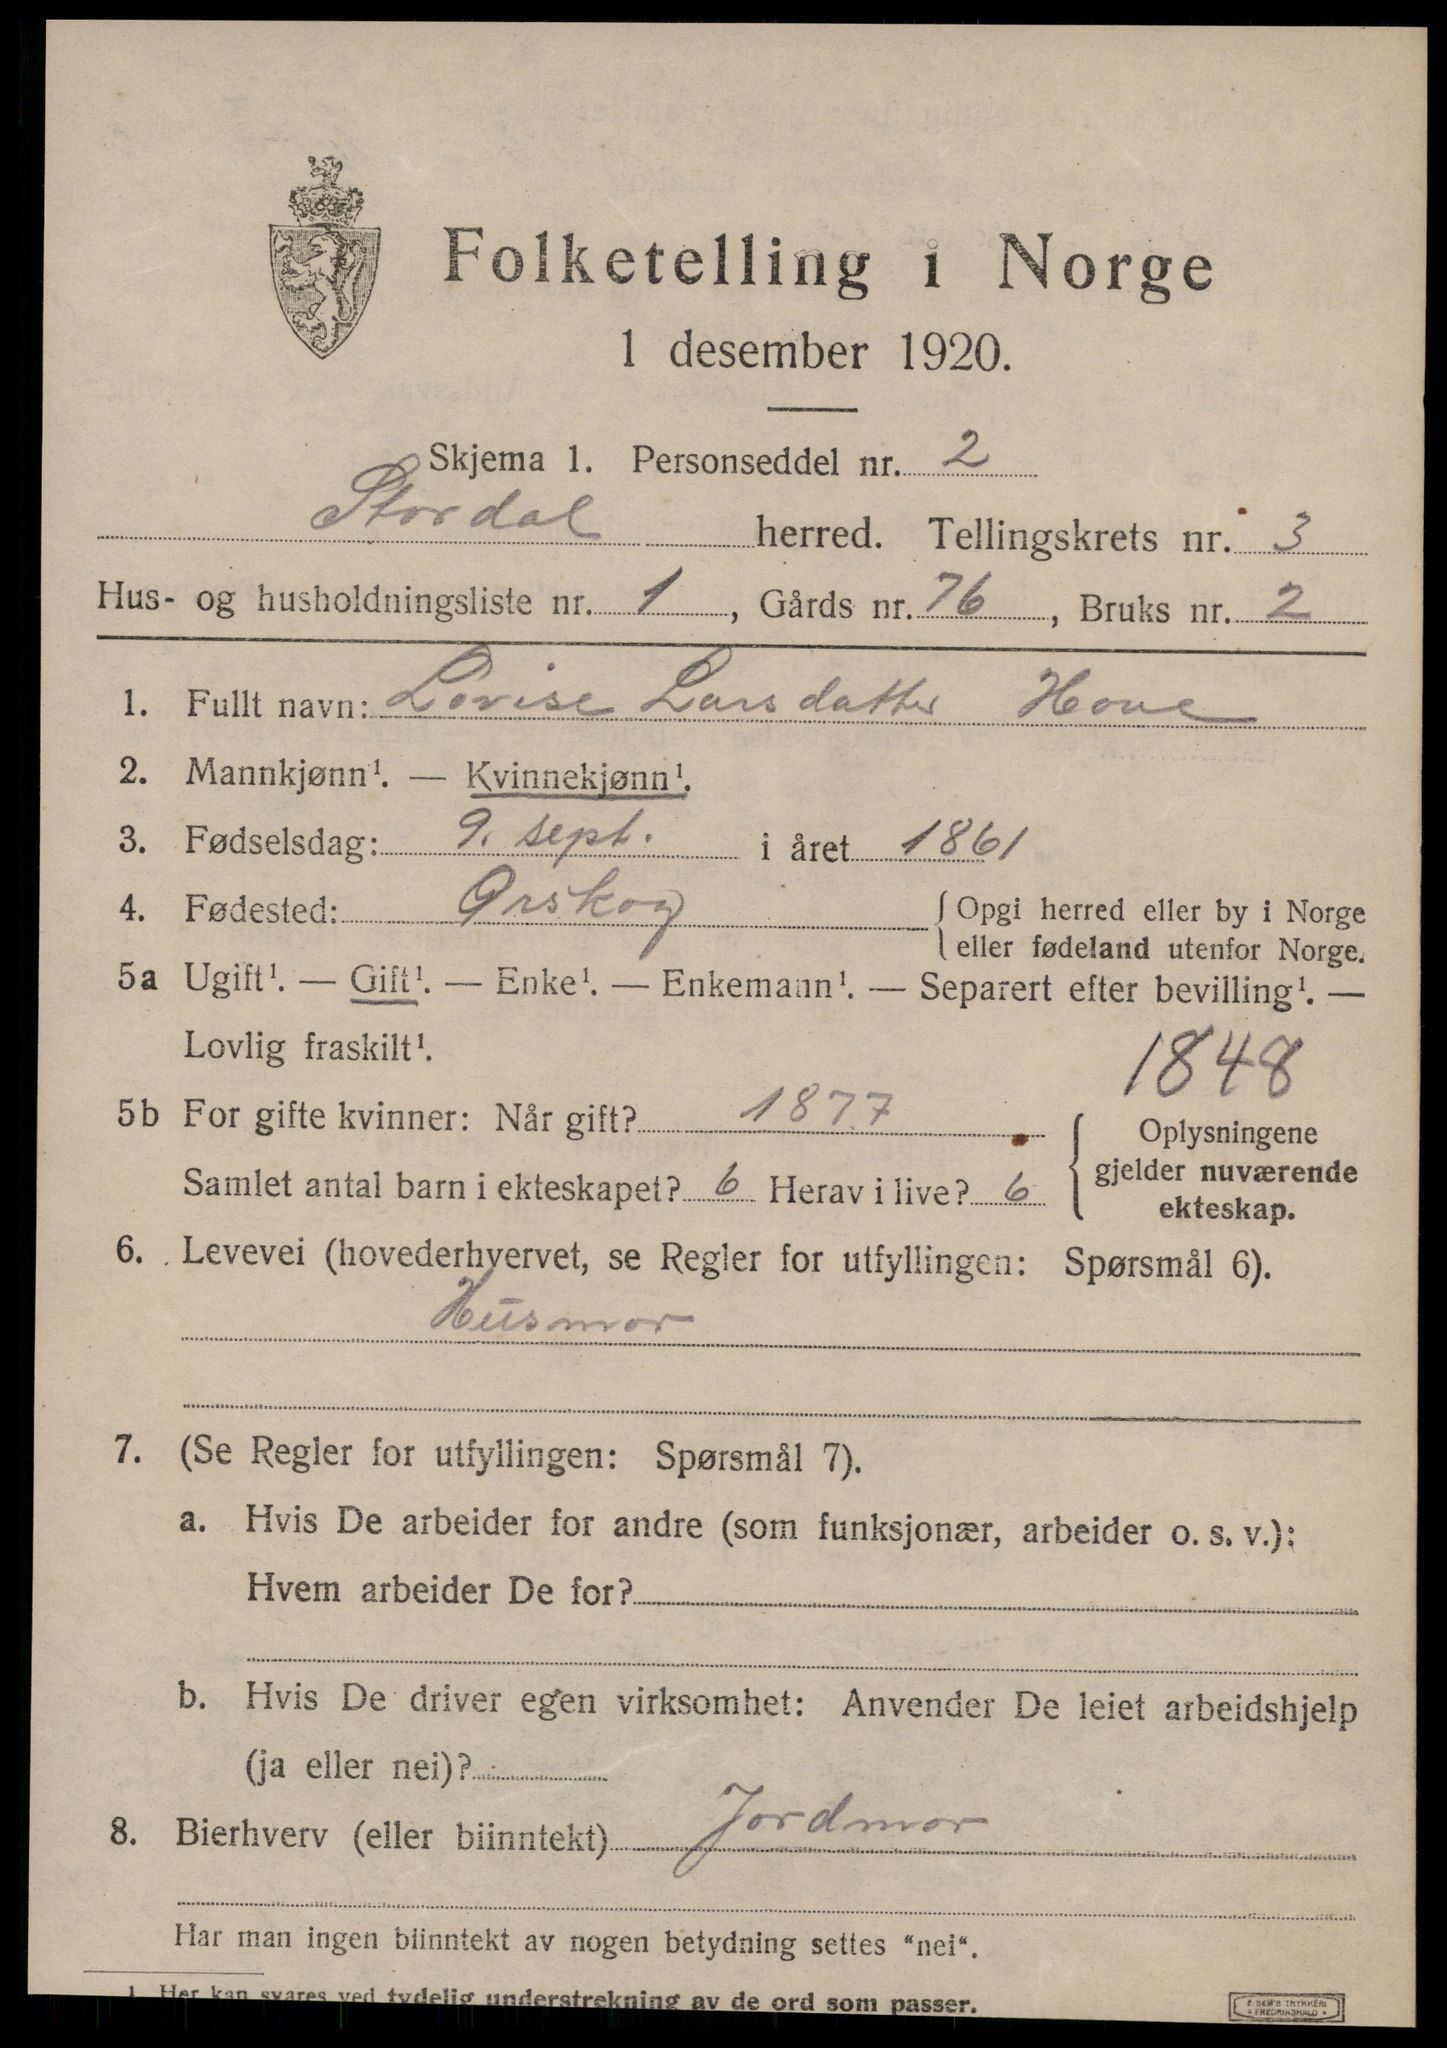 Folketelling i Norge
1 desember 1920.
Skjema 1. Personseddel nr. 2
Stordal herred. Tellingskrets nr. 3
Hus- og husholdningsliste nr. 1, Gårds nr. 76, Bruks nr. 2
1. Fullt navn: Lovise Larsdatter Hove
2. Mannkjønn¹. — Kvinnekjønn¹.
3. Fødselsdag: 9. sept. i året 1861
4. Fødested: Ørskog { Opgi herred eller by i Norge
eller fødeland utenfor Norge.
5a Ugift¹. — Gift¹. — Enke¹. — Enkemann¹. — Separert efter bevilling¹. —
Lovlig fraskilt¹.
1848
5b For gifte kvinner: Når gift? 1877
Samlet antal barn i ekteskapet? 6 Herav i live? 6
{ Oplysningene
gjelder nuværende
ekteskap.
6. Levevei (hovederhvervet, se Regler for utfyllingen: Spørsmål 6).
Husmor
7. (Se Regler for utfyllingen: Spørsmål 7).
a. Hvis De arbeider for andre (som funksjonær, arbeider o. s. v.):
Hvem arbeider De for?
b. Hvis De driver egen virksomhet: Anvender De leiet arbeidshjelp
(ja eller nei)?
8. Bierhverv (eller biinntekt) Jordmor
Har man ingen biinntekt av nogen betydning settes "nei".
1. Her kan svares ved tydelig understrekning av de ord som passer.
E. SEM'S TRYKKERI
FREDRIKSHALD